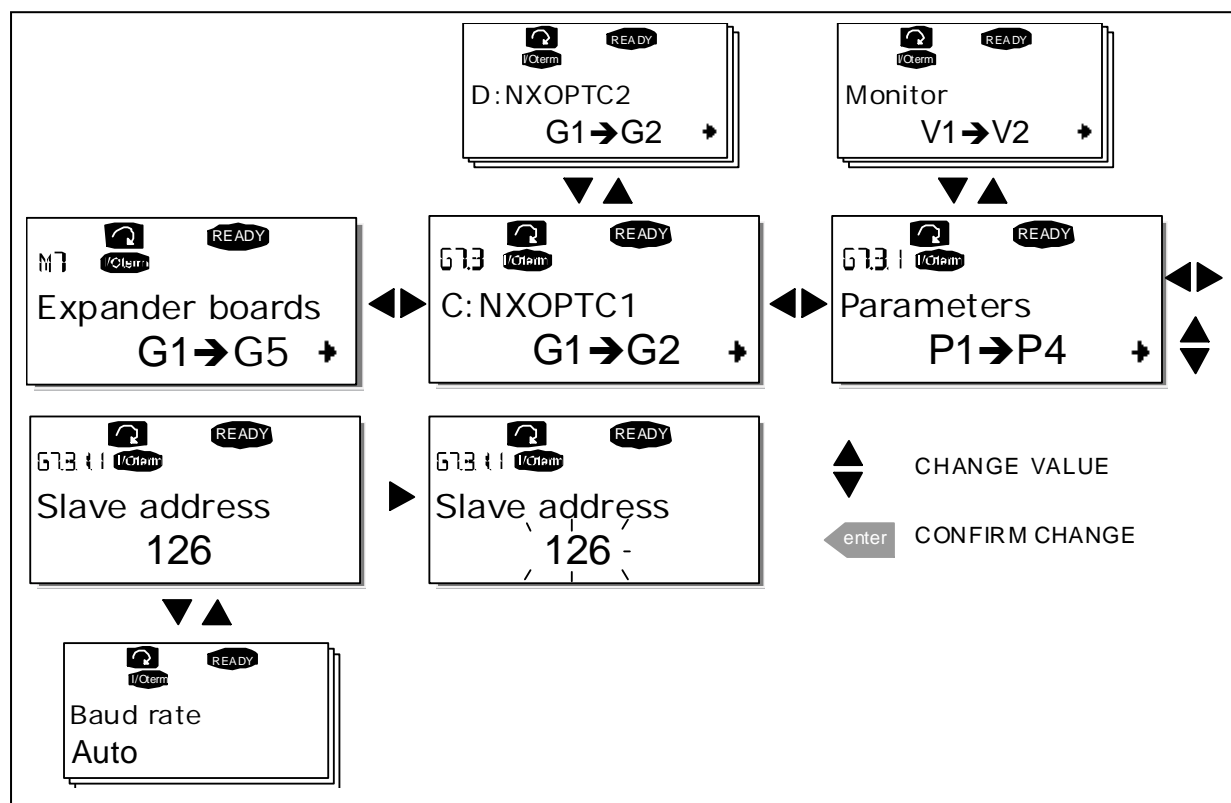 READY
I/Oterm
D:NXOPTC2
G1➔G2
READY
I/Oterm
Monitor
V1➔V2
READY
M7 I/Oterm
Expander boards
G1➔G5
READY
G7.3 I/Oterm
C:NXOPTC1
G1➔G2
READY
G7.3.1 I/Oterm
Parameters
P1➔P4
READY
G7.3.1.1 I/Oterm
Slave address
126
READY
G7.3.1.1 I/Oterm
Slave address
126
CHANGE VALUE
enter CONFIRM CHANGE
READY
I/Oterm
Baud rate
Auto